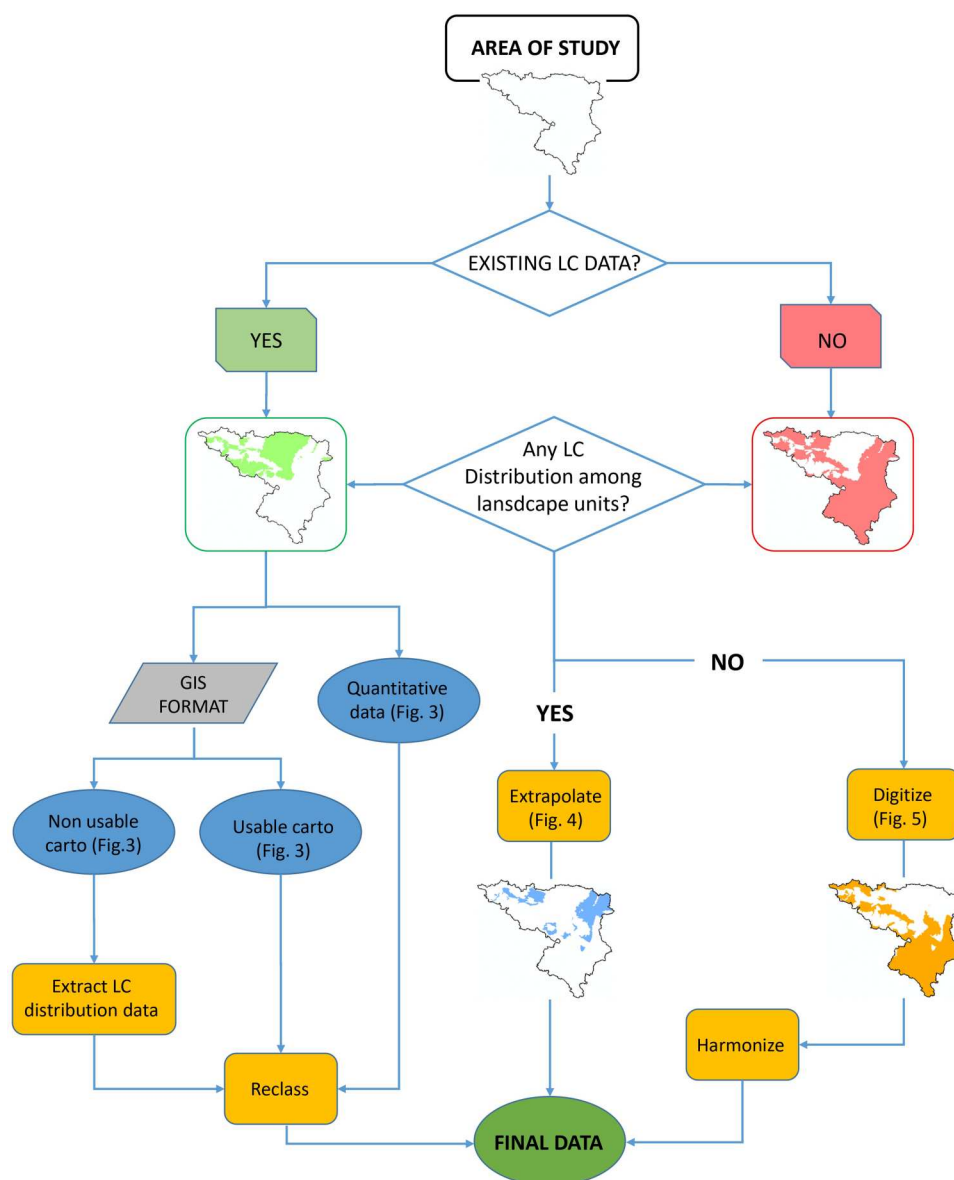 AREA OF STUDY
EXISTING LC DATA?
YES
NO
Any LC
Distribution among
lansdcape units?
GIS
FORMAT
Quantitative
data (Fig. 3)
NO
YES
Non usable
carto (Fig.3)
Usable carto
(Fig. 3)
Extrapolate
(Fig. 4)
Digitize
(Fig. 5)
Extract LC
distribution data
Harmonize
Reclass
FINAL DATA